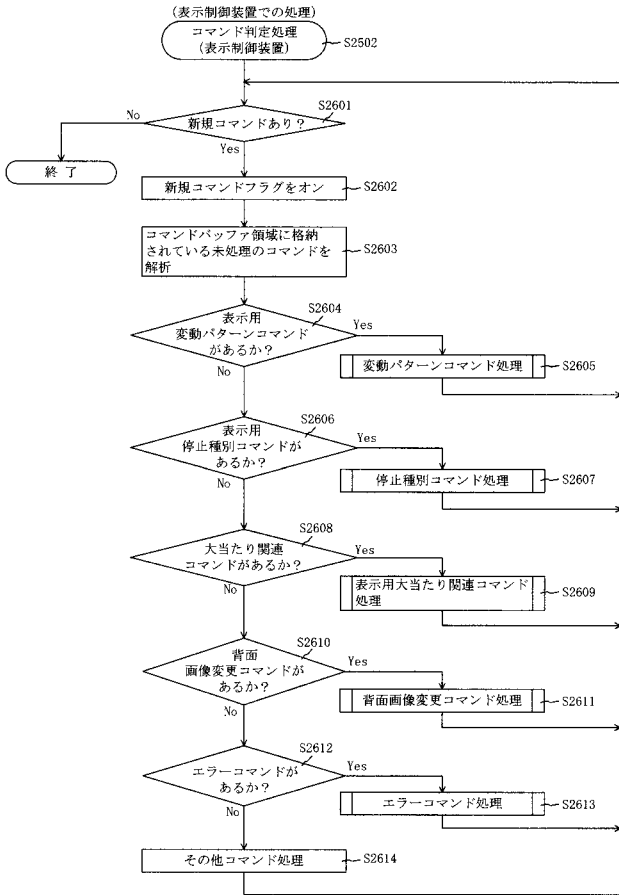 (表示制御装置での処理)
コマンド判定処理
(表示制御装置)
S2502
S2601
新規コマンドあり?
No
Yes
終了
新規コマンドフラグをオン
S2602
コマンドバッファ領域に格納
されている未処理のコマンドを
解析
S2603
S2604
表示用
変動パターンコマンド
があるか?
Yes
No
変動パターンコマンド処理
S2605
S2606
表示用
停止種別コマンドが
あるか?
Yes
No
停止種別コマンド処理
S2607
S2608
大当たり関連
コマンドがあるか?
Yes
No
表示用大当たり関連コマンド
処理
S2609
S2610
背面
画像変更コマンドが
あるか?
Yes
No
背面画像変更コマンド処理
S2611
S2612
エラーコマンドが
あるか?
Yes
No
エラーコマンド処理
S2613
その他コマンド処理
S2614